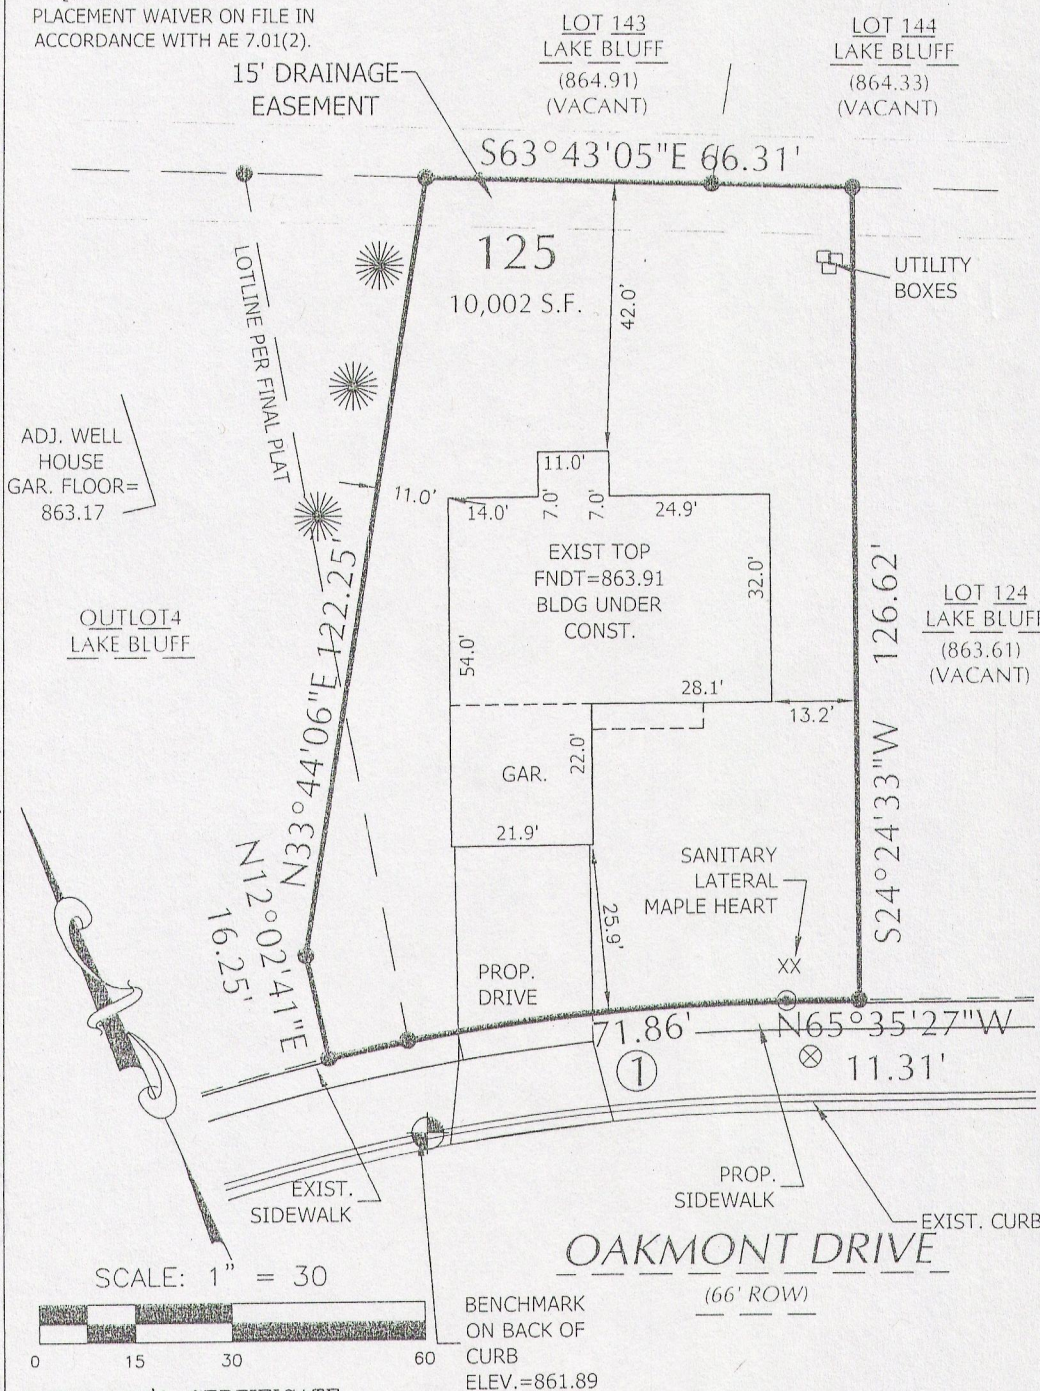 PLACEMENT WAIVER ON FILE IN
ACCORDANCE WITH AE 7.01(2).
15' DRAINAGE
EASEMENT
LOT 143
LAKE BLUFF
(864.91)
(VACANT)
LOT 144
LAKE BLUFF
(864.33)
(VACANT)
S63°43'05"E 66.31'
125
10,002 S.F.
42.0'
UTILITY
BOXES
LOTLINE PER FINAL PLAT
ADJ. WELL
HOUSE
GAR. FLOOR=
863.17
11.0'
11.0'
14.0'
7.0'
7.0'
24.9'
EXIST TOP
FNDT=863.91
BLDG UNDER
CONST.
32.0'
54.0'
OUTLOT4
LAKE BLUFF
N33°44'06"E 122.25'
126.62'
S24°24'33"W
LOT 124
LAKE BLUFF
(863.61)
(VACANT)
28.1'
13.2'
GAR.
22.0'
21.9'
N12°02'41"E
16.25'
SANITARY
LATERAL
MAPLE HEART
XX
25.9'
PROP.
DRIVE
71.86'
1
N65°35'27"W
11.31'
EXIST.
SIDEWALK
PROP.
SIDEWALK
EXIST. CURB
OAKMONT DRIVE
(66' ROW)
SCALE: 1" = 30
0 15 30 60
BENCHMARK
ON BACK OF
CURB
ELEV.=861.89